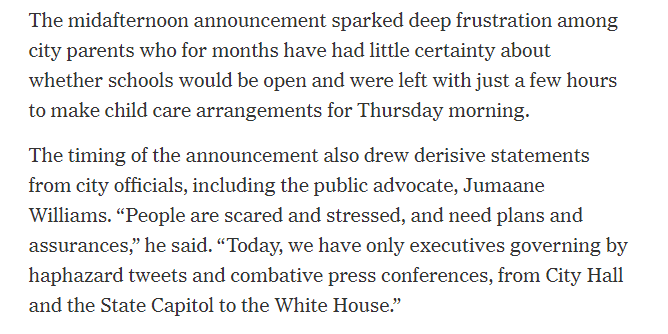 The midafternoon announcement sparked deep frustration among
city parents who for months have had little certainty about
whether schools would be open and were left with just a few hours
to make child care arrangements for Thursday morning.
The timing of the announcement also drew derisive statements
from city officials, including the public advocate, Jumaane
Williams. “People are scared and stressed, and need plans and
assurances,” he said. “Today, we have only executives governing by
haphazard tweets and combative press conferences, from City Hall
and the State Capitol to the White House.”